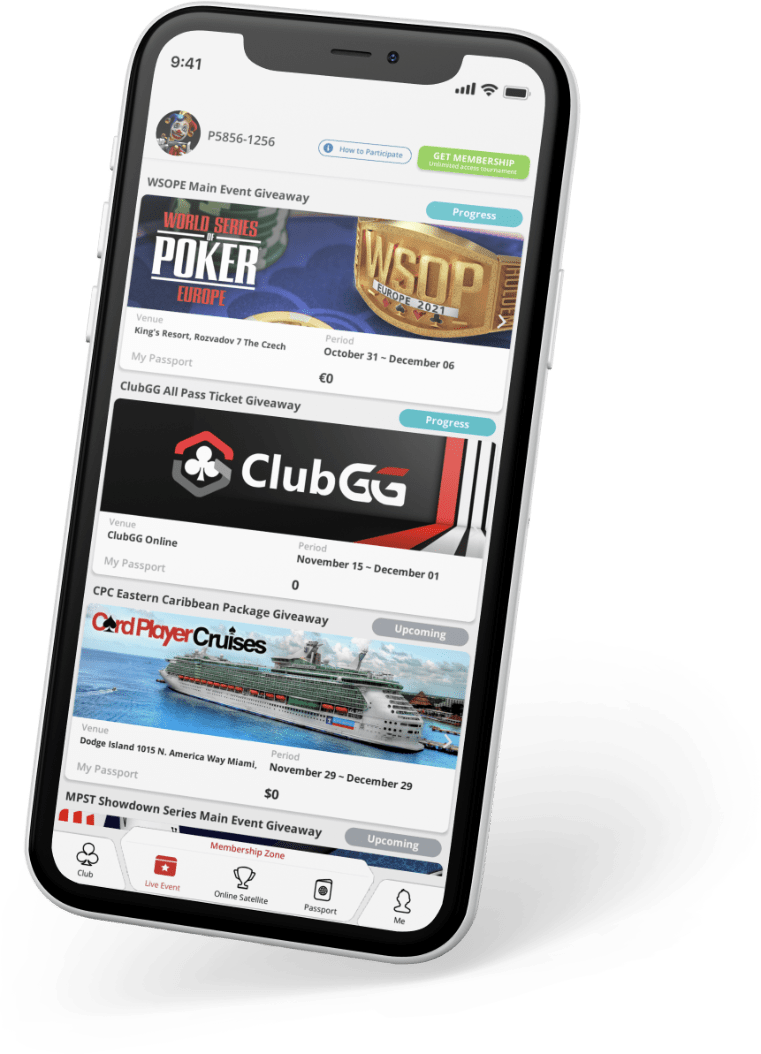 9:41
P5856-1256
How to Participate
GET MEMBERSHIP
Unlimited access tournament
WSOPE Main Event Giveaway
Progress
WORLD SERIES
OF
POKER
EUROPE
WSOP
EUROPE 2021
HOLD'EM
Venue
King's Resort, Rozvadov 7 The Czech
Period
October 31 ~ December 06
My Passport
€0
ClubGG All Pass Ticket Giveaway
Progress
ClubGG
Venue
ClubGG Online
Period
November 15 ~ December 01
My Passport
0
CPC Eastern Caribbean Package Giveaway
Upcoming
Card Player Cruises
Venue
Dodge Island 1015 N. America Way Miami,
Period
November 29 ~ December 29
My Passport
$0
MPST Showdown Series Main Event Giveaway
Upcoming
Membership Zone
Club
Live Event
Online Satellite
Passport
Me